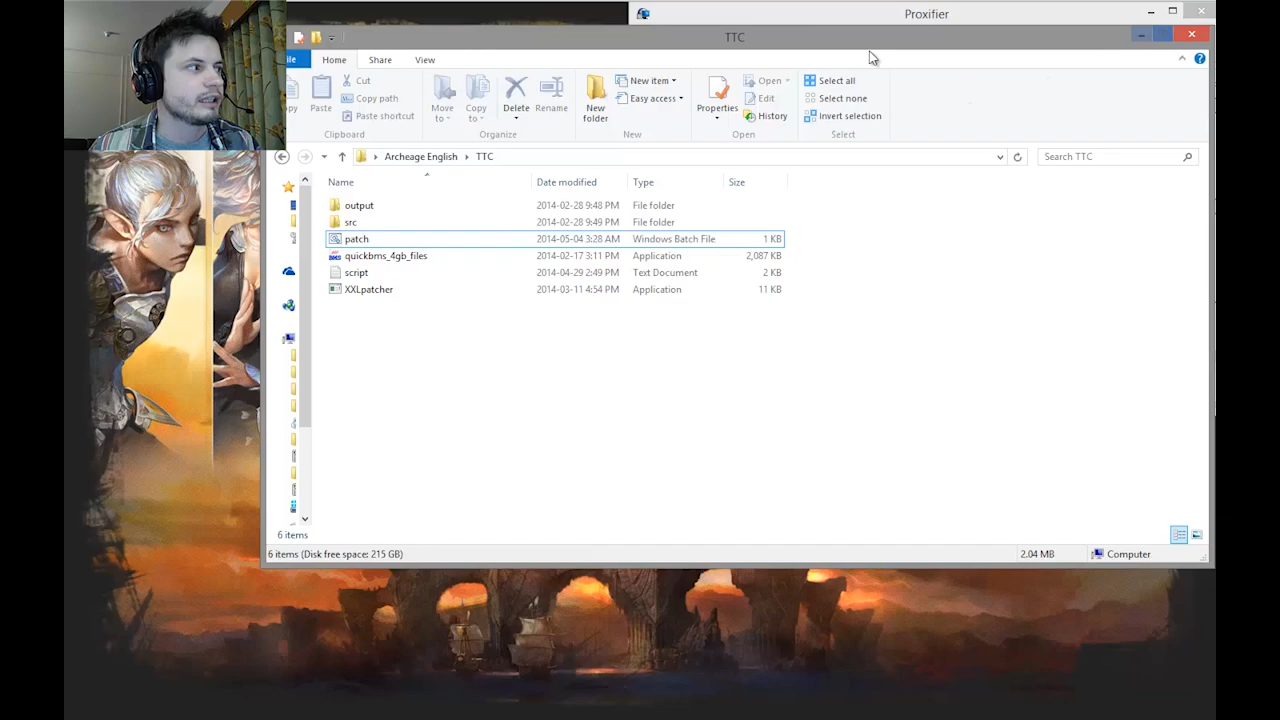 Proxifier
TTC
ile
Home
Share
View
Cut
Copy path
Paste shortcut
opy
Paste
Clipboard
Move to
Copy to
Delete
Rename
Organize
New folder
New item
Easy access
New
Properties
Open
Edit
History
Open
Select all
Select none
Invert selection
Select
Archeage English
TTC
Search TTC
Name Date modified Type Size
output 2014-02-28 9:48 PM File folder
src 2014-02-28 9:49 PM File folder
patch 2014-05-04 3:28 AM Windows Batch File 1 KB
quickbms_4gb_files 2014-02-17 3:11 PM Application 2,087 KB
script 2014-04-29 2:49 PM Text Document 2 KB
XXLpatcher 2014-03-11 4:54 PM Application 11 KB
6 items
6 items (Disk free space: 215 GB)
2.04 MB
Computer